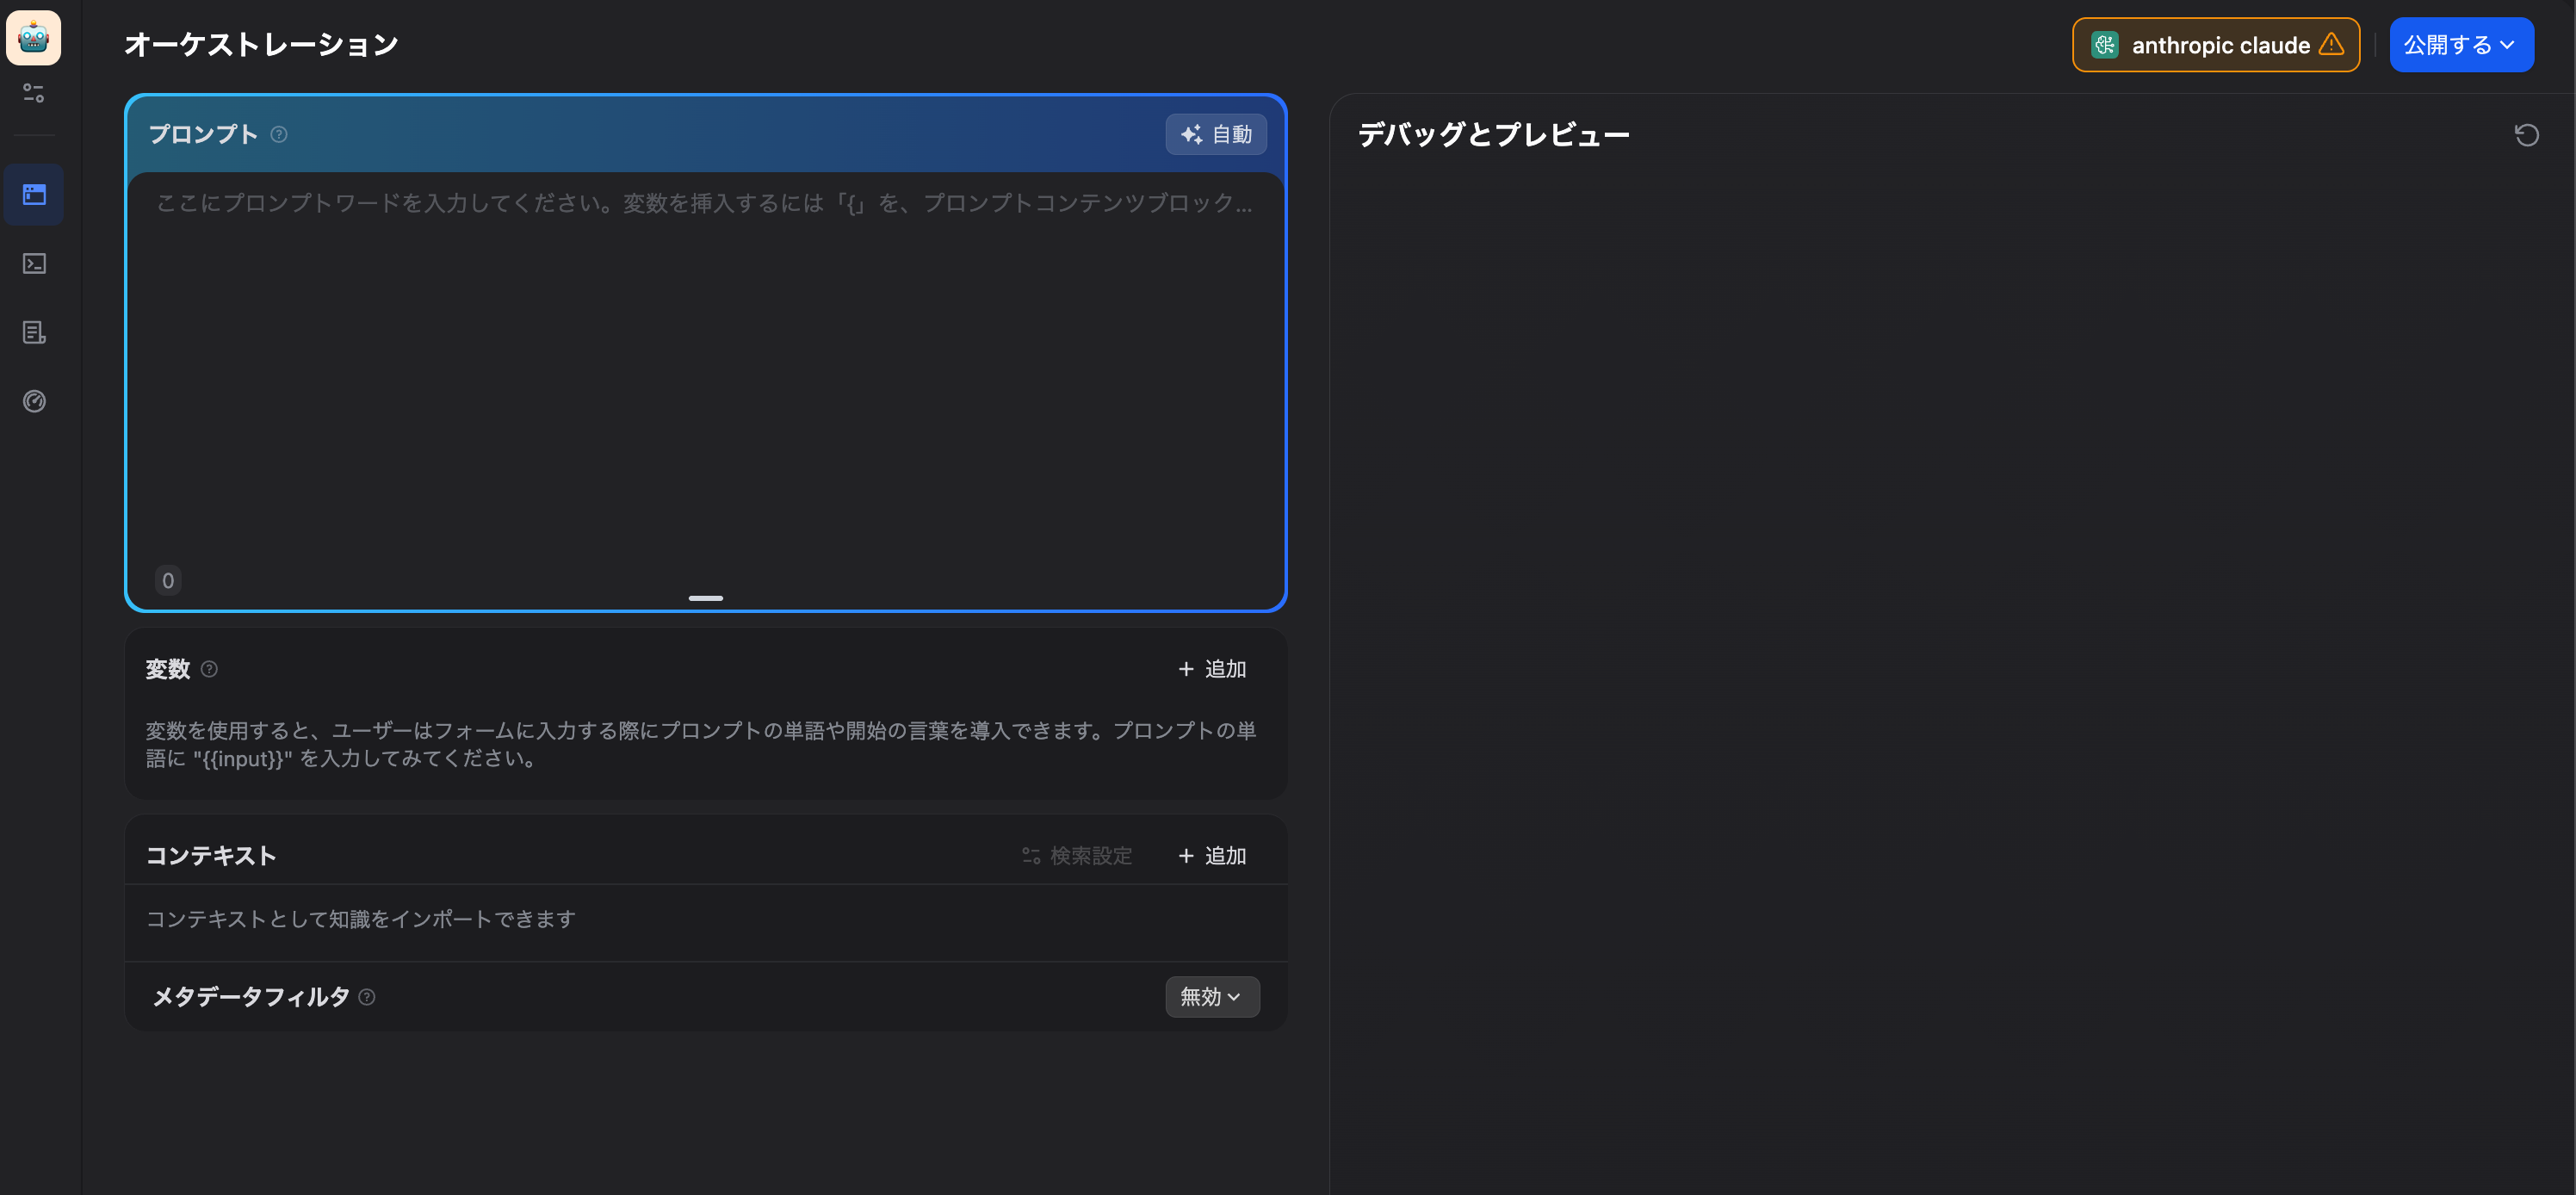 オーケストレーション
anthropic claude
公開する
プロンプト
自動
ここにプロンプトワードを入力してください。変数を挿入するには「{」を、プロンプトコンテンツブロック...
0
変数
+ 追加
変数を使用すると、ユーザーはフォームに入力する際にプロンプトの単語や開始の言葉を導入できます。プロンプトの単
語に "{{input}}" を入力してみてください。
コンテキスト
検索設定
+ 追加
コンテキストとして知識をインポートできます
メタデータフィルタ
無効
デバッグとプレビュー